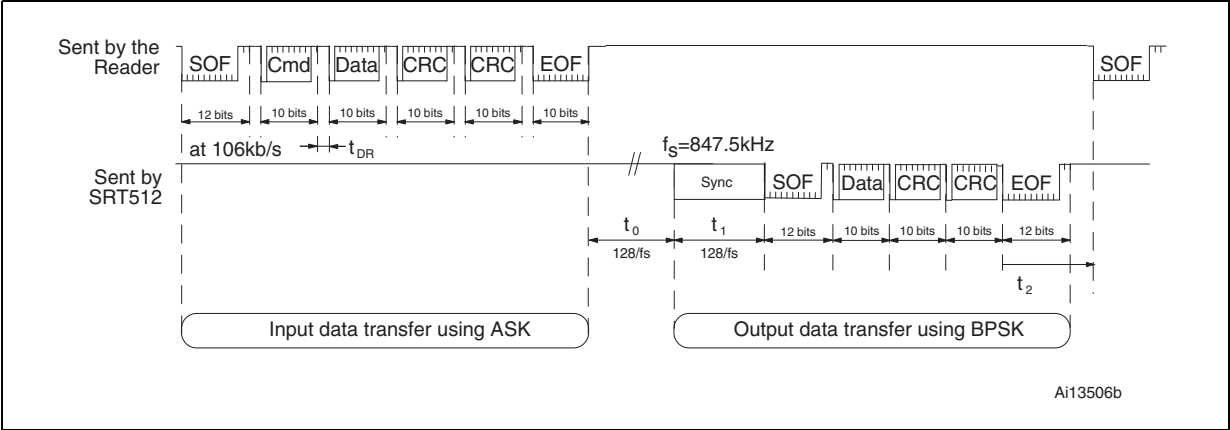 Sent by the Reader
SOF Cmd Data CRC CRC EOF SOF
12 bits 10 bits 10 bits 10 bits 10 bits 10 bits
at 106kb/s tDR fS=847.5kHz
Sent by SRT512
// Sync SOF Data CRC CRC EOF
t0 t1 12 bits 10 bits 10 bits 10 bits 12 bits
128/fs 128/fs
t2
Input data transfer using ASK Output data transfer using BPSK
Ai13506b